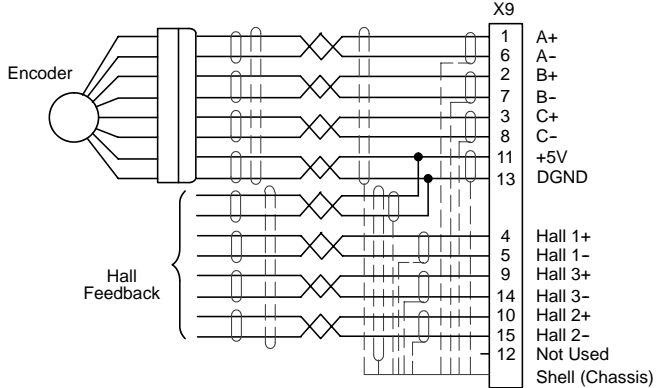 X9
1 A+
6 A−
Encoder
2 B+
7 B−
3 C+
8 C−
11 +5V
13 DGND
4 Hall 1+
5 Hall 1−
9 Hall 3+
Hall
Feedback
14 Hall 3−
10 Hall 2+
15 Hall 2−
12 Not Used
Shell (Chassis)